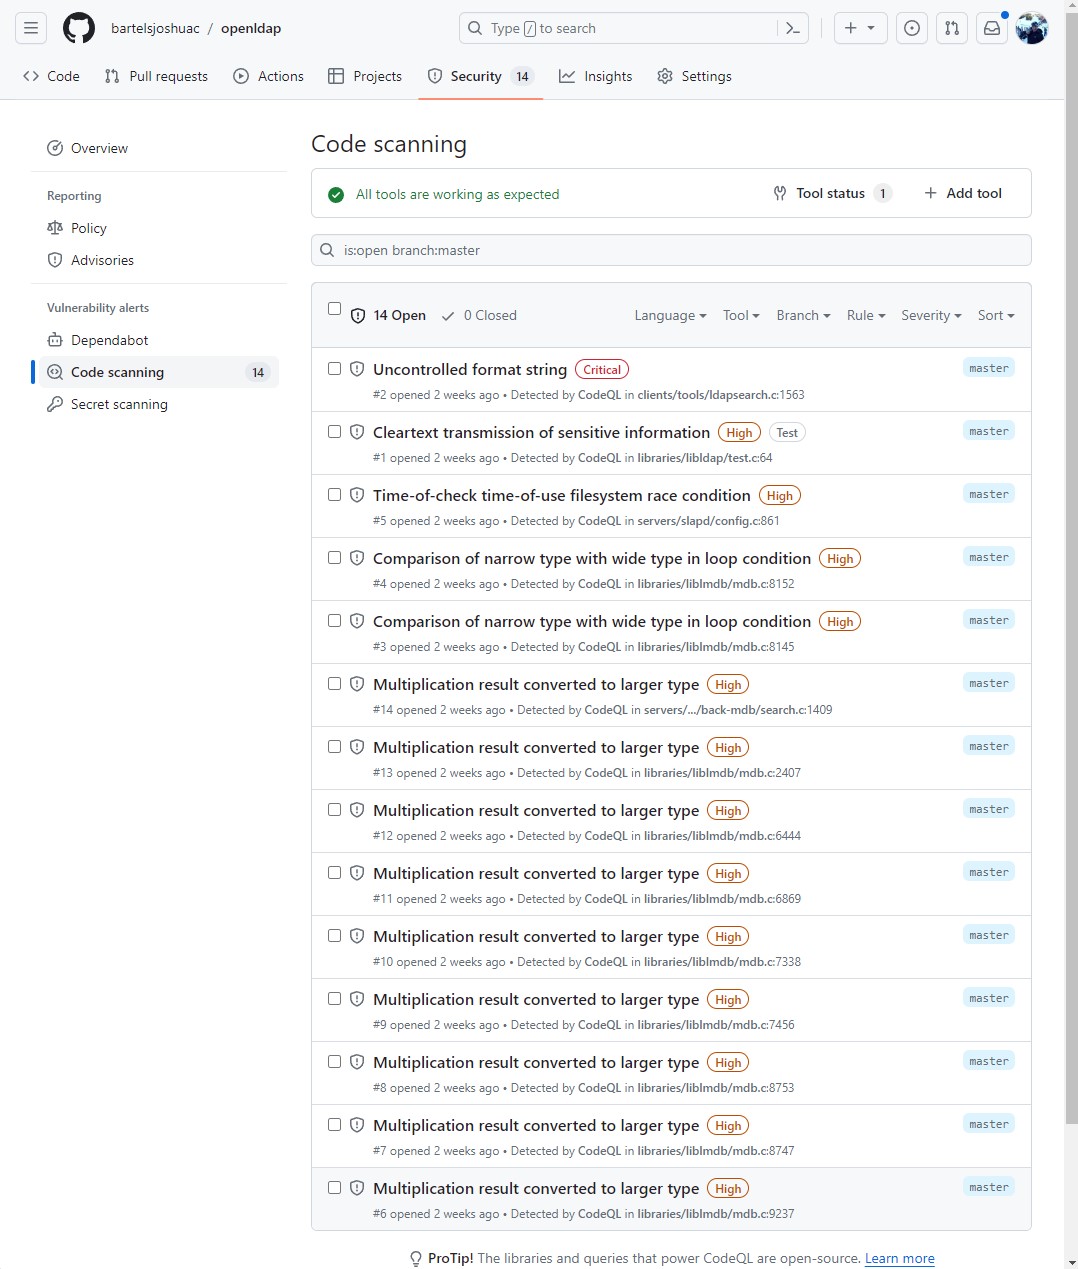 bartelsjoshuac / openldap
Type / to search
Code
Pull requests
Actions
Projects
Security 14
Insights
Settings
Overview
Reporting
Policy
Advisories
Vulnerability alerts
Dependabot
Code scanning 14
Secret scanning
Code scanning
All tools are working as expected
Tool status 1
Add tool
is:open branch:master
14 Open
0 Closed
Language
Tool
Branch
Rule
Severity
Sort
Uncontrolled format string Critical master
#2 opened 2 weeks ago • Detected by CodeQL in clients/tools/ldapsearch.c:1563
Cleartext transmission of sensitive information High Test master
#1 opened 2 weeks ago • Detected by CodeQL in libraries/libldap/test.c:64
Time-of-check time-of-use filesystem race condition High master
#5 opened 2 weeks ago • Detected by CodeQL in servers/slapd/config.c:861
Comparison of narrow type with wide type in loop condition High master
#4 opened 2 weeks ago • Detected by CodeQL in libraries/liblmdb/mdb.c:8152
Comparison of narrow type with wide type in loop condition High master
#3 opened 2 weeks ago • Detected by CodeQL in libraries/liblmdb/mdb.c:8145
Multiplication result converted to larger type High master
#14 opened 2 weeks ago • Detected by CodeQL in servers/.../back-mdb/search.c:1409
Multiplication result converted to larger type High master
#13 opened 2 weeks ago • Detected by CodeQL in libraries/liblmdb/mdb.c:2407
Multiplication result converted to larger type High master
#12 opened 2 weeks ago • Detected by CodeQL in libraries/liblmdb/mdb.c:6444
Multiplication result converted to larger type High master
#11 opened 2 weeks ago • Detected by CodeQL in libraries/liblmdb/mdb.c:6869
Multiplication result converted to larger type High master
#10 opened 2 weeks ago • Detected by CodeQL in libraries/liblmdb/mdb.c:7338
Multiplication result converted to larger type High master
#9 opened 2 weeks ago • Detected by CodeQL in libraries/liblmdb/mdb.c:7456
Multiplication result converted to larger type High master
#8 opened 2 weeks ago • Detected by CodeQL in libraries/liblmdb/mdb.c:8753
Multiplication result converted to larger type High master
#7 opened 2 weeks ago • Detected by CodeQL in libraries/liblmdb/mdb.c:8747
Multiplication result converted to larger type High master
#6 opened 2 weeks ago • Detected by CodeQL in libraries/liblmdb/mdb.c:9237
ProTip! The libraries and queries that power CodeQL are open-source. Learn more